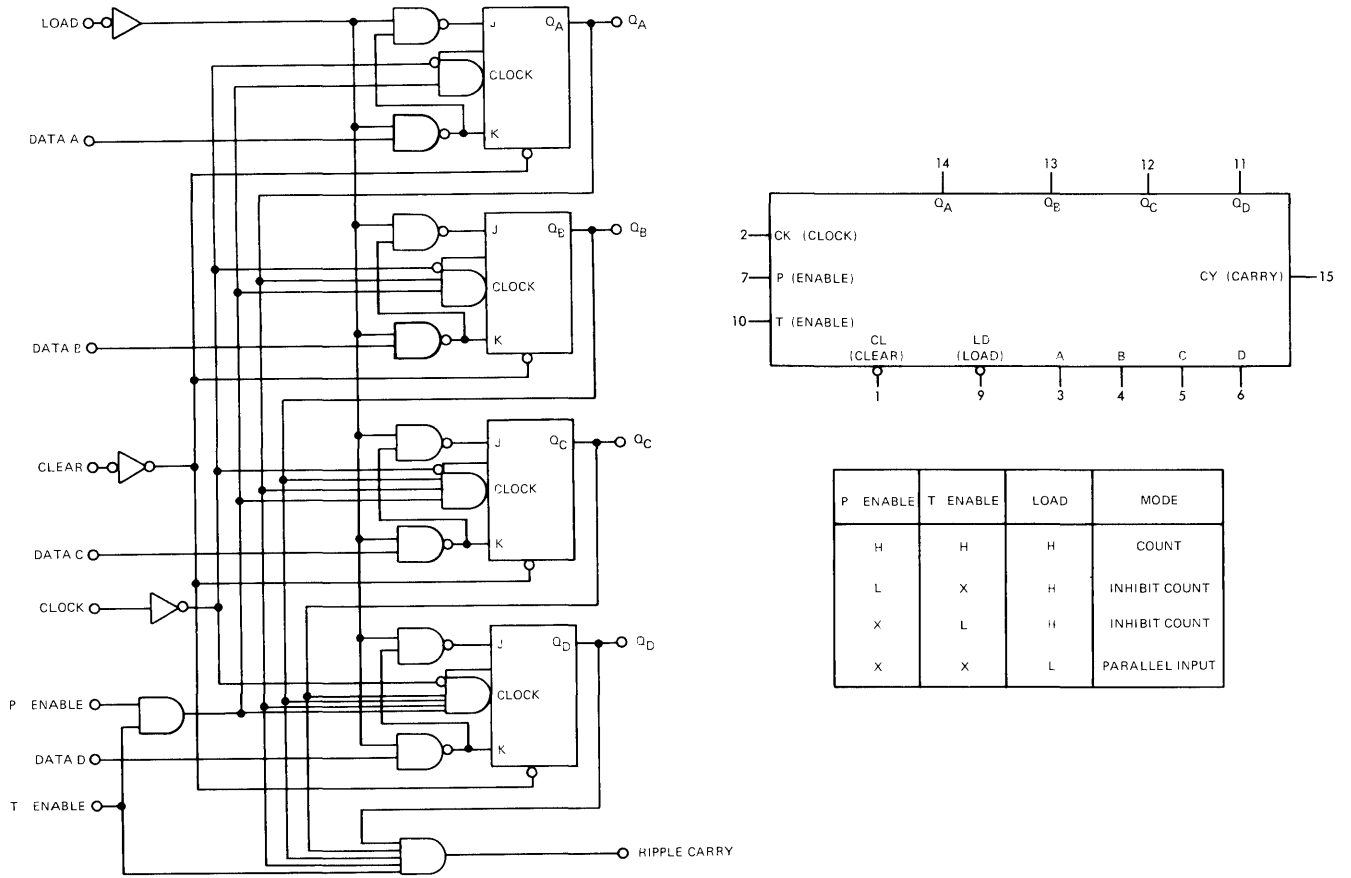 LOAD
J
QA
QA
CLOCK
DATA A
K
J
QB
QB
CLOCK
DATA B
K
J
QC
QC
CLEAR
CLOCK
DATA C
K
CLOCK
J
QD
QD
CLOCK
P ENABLE
DATA D
K
T ENABLE
RIPPLE CARRY
14 13 12 11
QA QB QC QD
2 CK (CLOCK)
7 P (ENABLE) CY (CARRY) 15
10 T (ENABLE)
CL LD
(CLEAR) (LOAD) A B C D
1 9 3 4 5 6
P ENABLE T ENABLE LOAD MODE
H H H COUNT
L X H INHIBIT COUNT
X L H INHIBIT COUNT
X X L PARALLEL INPUT